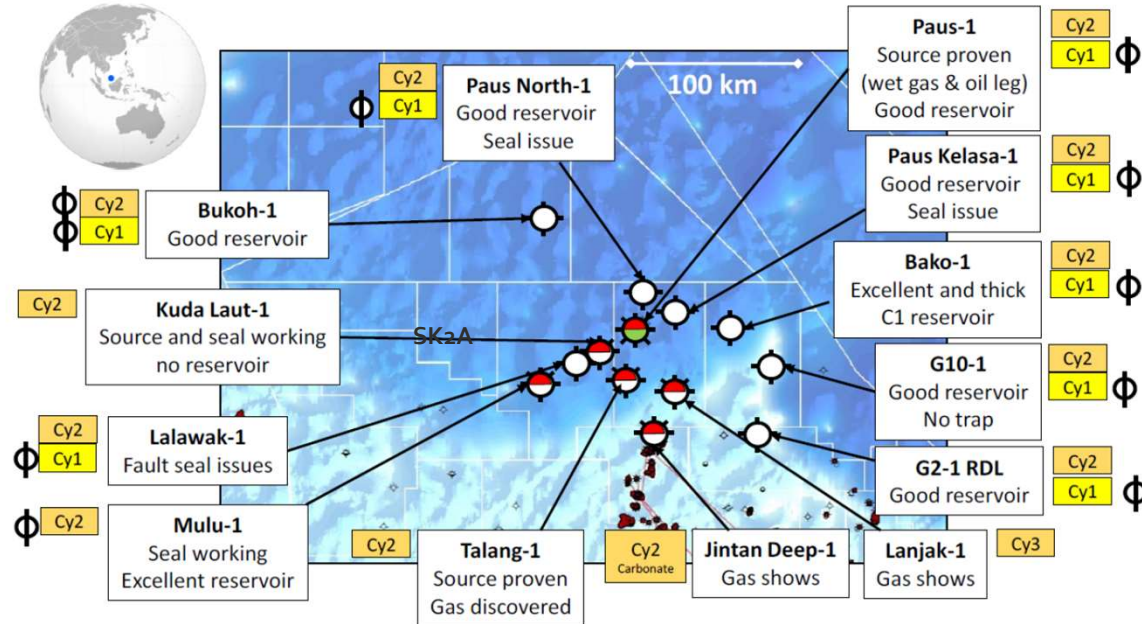 Cy2
Cy1
Φ
Paus North-1
Good reservoir
Seal issue
100 km
Paus-1
Source proven
(wet gas & oil leg)
Good reservoir
Cy2
Cy1
Φ
Paus Kelasa-1
Good reservoir
Seal issue
Cy2
Cy1
Φ
Φ
Φ
Cy2
Cy1
Bukoh-1
Good reservoir
Bako-1
Excellent and thick
C1 reservoir
Cy2
Cy1
Φ
Cy2
Kuda Laut-1
Source and seal working
no reservoir
SK2A
G10-1
Good reservoir
No trap
Cy2
Cy1
Φ
Cy2
Cy1
Φ
Lalawak-1
Fault seal issues
G2-1 RDL
Good reservoir
Cy2
Cy1
Φ
Φ
Cy2
Mulu-1
Seal working
Excellent reservoir
Cy2
Talang-1
Source proven
Gas discovered
Cy2
Carbonate
Jintan Deep-1
Gas shows
Lanjak-1
Gas shows
Cy3